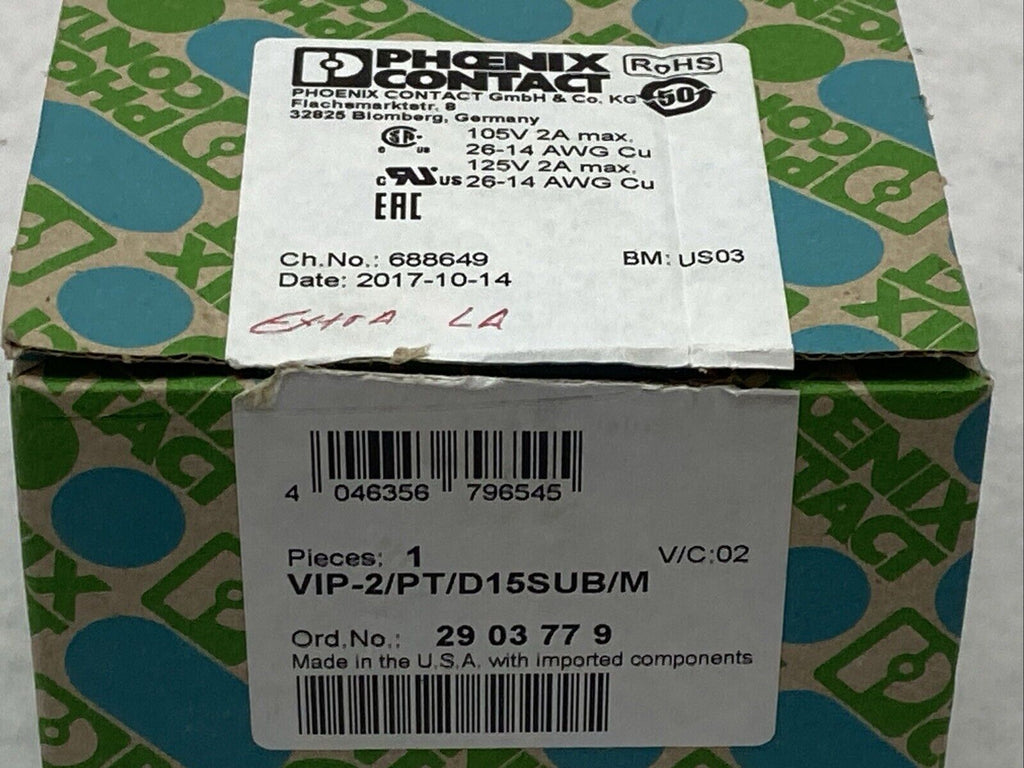 PHŒNIX
CONTACT
RoHS
50
PHOENIX CONTACT GmbH & Co. KG
Flachsmarktstr. 8
32825 Blomberg, Germany
105V 2A max.
26-14 AWG Cu
125V 2A max.
c US 26-14 AWG Cu
EAC
Ch.No.: 688649 BM: US03
Date: 2017-10-14
EXtrA LA
4 046356 796545
Pieces: 1 V/C:02
VIP-2/PT/D15SUB/M
Ord.No.: 29 03 77 9
Made in the U.S.A. with imported components